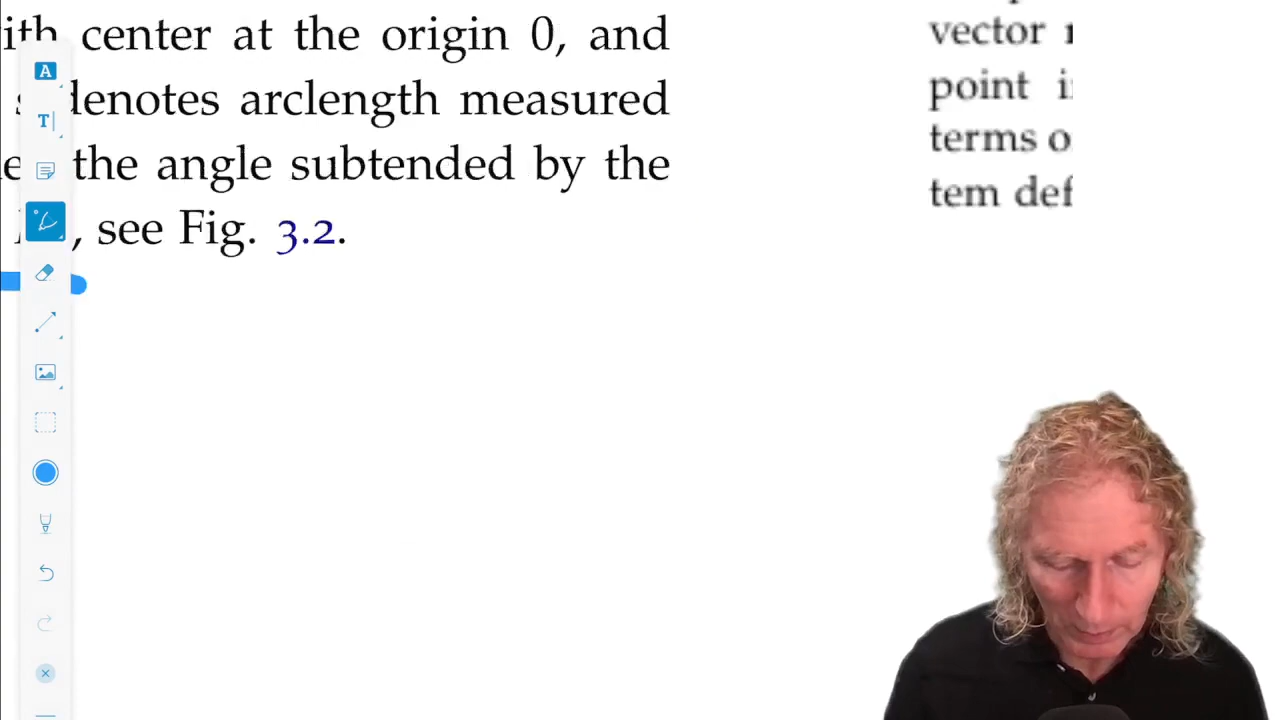 with center at the origin 0, and
s denotes arclength measured
the angle subtended by the
, see Fig. 3.2.
vector
point
terms o
tem def
A
T